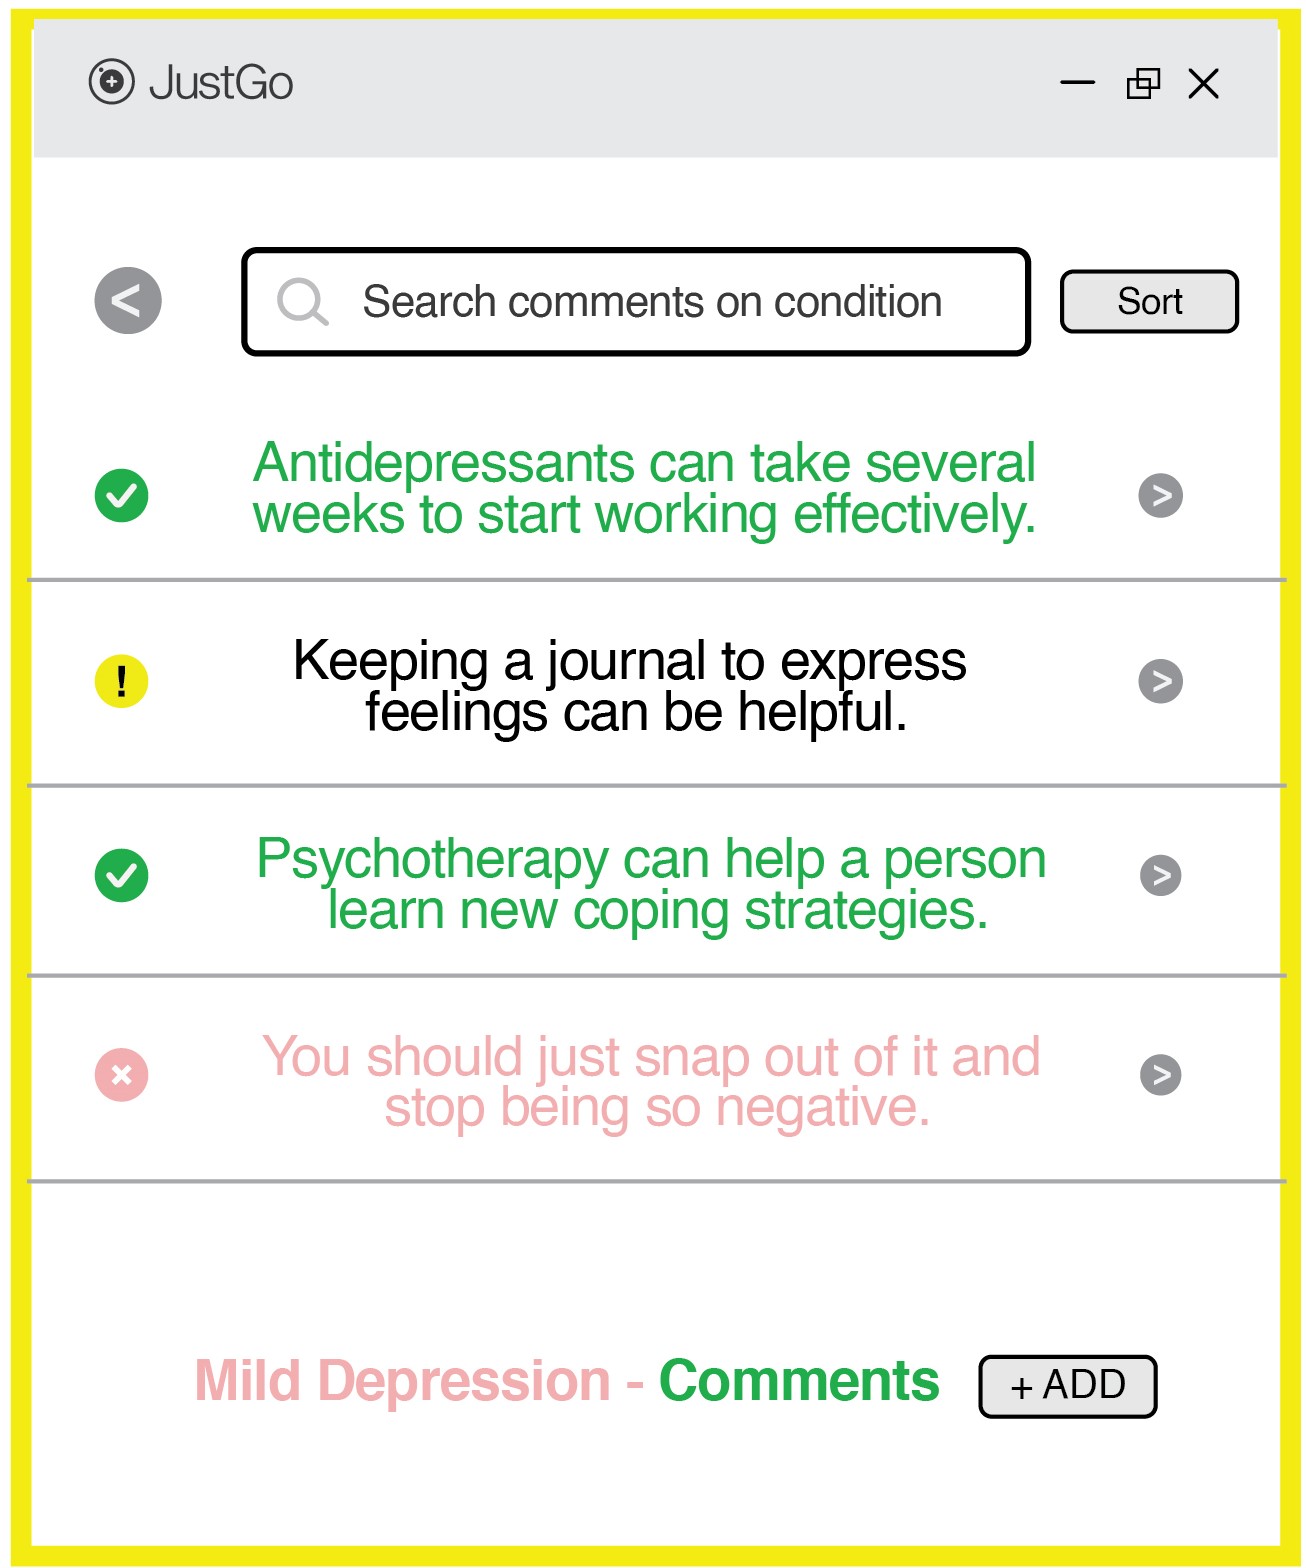 JustGo
Search comments on condition
Sort
Antidepressants can take several
weeks to start working effectively.
Keeping a journal to express
feelings can be helpful.
Psychotherapy can help a person
learn new coping strategies.
You should just snap out of it and
stop being so negative.
Mild Depression - Comments
+ ADD